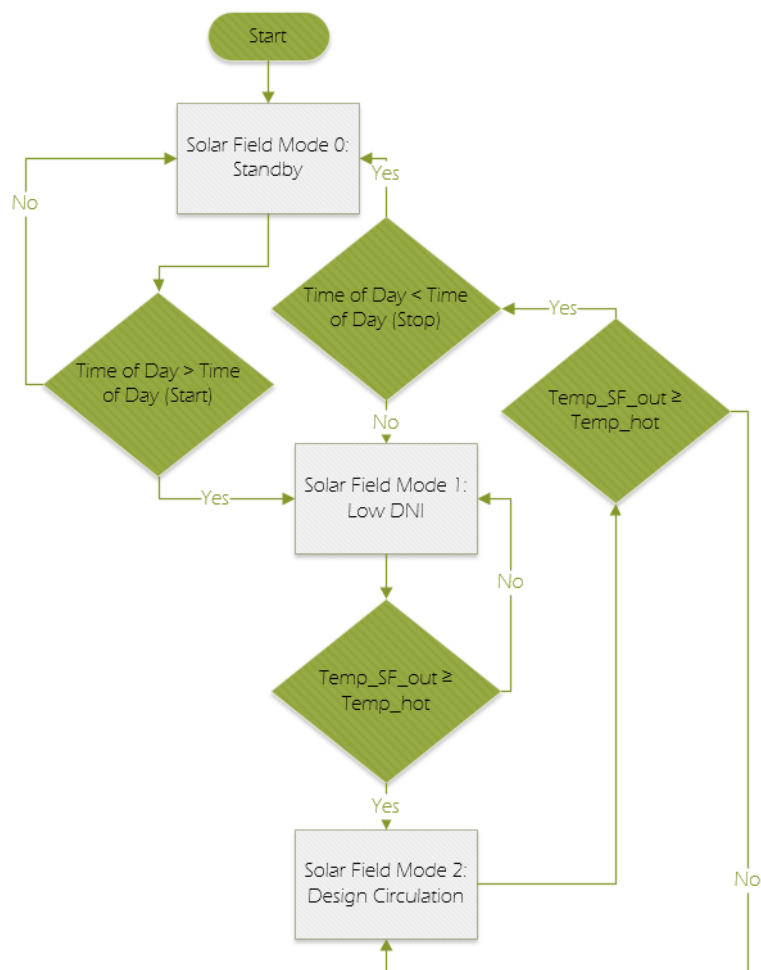 Start
Solar Field Mode 0:
Standby
No
Yes
Time of Day < Time
of Day (Stop)
Yes
Time of Day > Time
of Day (Start)
Temp_SF_out ≥
Temp_hot
No
Yes
Solar Field Mode 1:
Low DNI
No
Temp_SF_out ≥
Temp_hot
Yes
Solar Field Mode 2:
Design Circulation
No